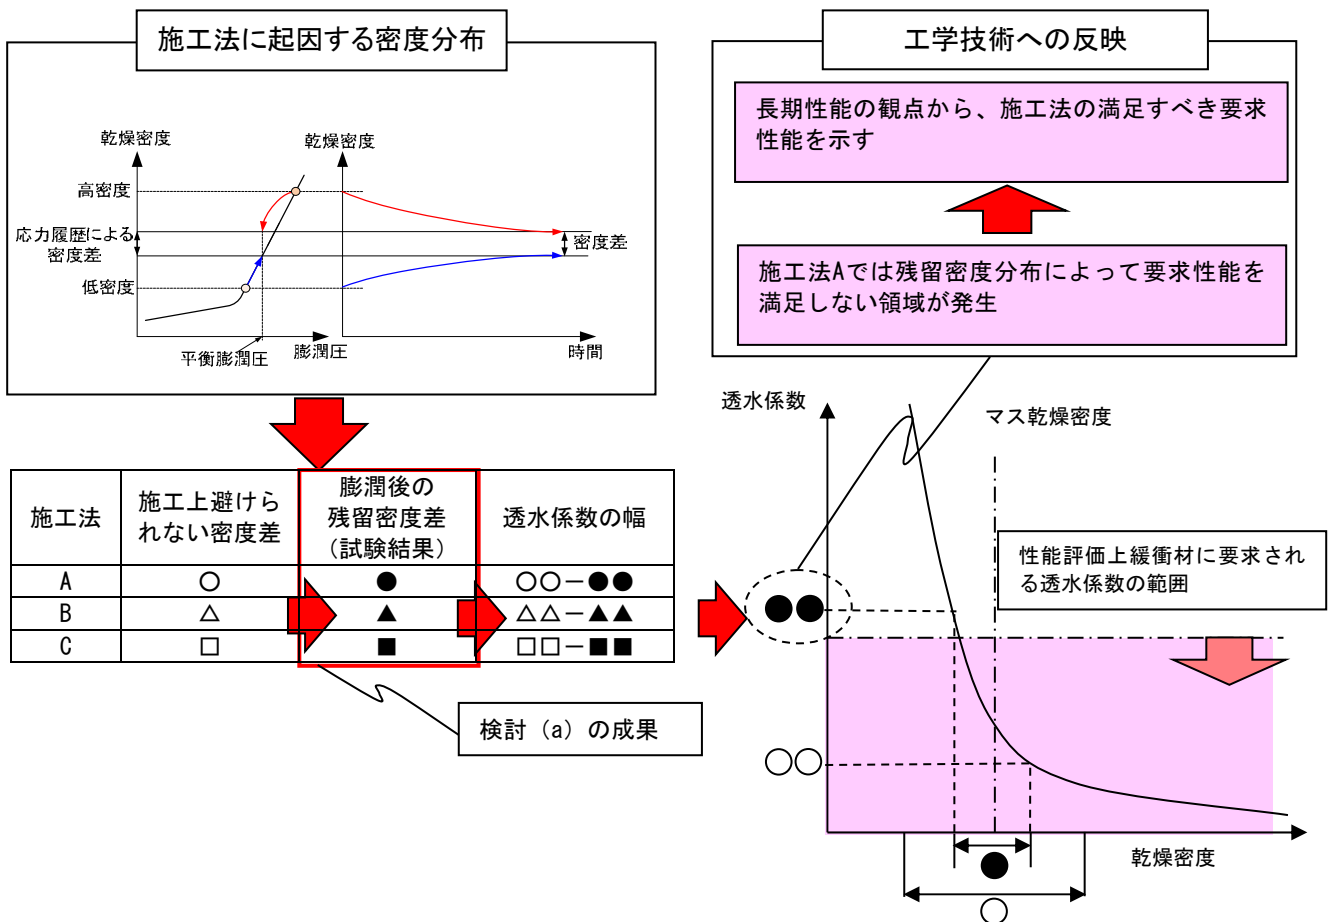 施工法に起因する密度分布
乾燥密度
乾燥密度
高密度
応力履歴による
密度差
低密度
密度差
平衡膨潤圧
膨潤圧
時間
工学技術への反映
長期性能の観点から、施工法の満足すべき要求
性能を示す
施工法Aでは残留密度分布によって要求性能を
満足しない領域が発生
施工法
施工上避けら
れない密度差
膨潤後の
残留密度差
（試験結果）
透水係数の幅
A ○ ● ○○－●●
B △ ▲ △△－▲▲
C □ ■ □□－■■
検討（a）の成果
透水係数
マス乾燥密度
性能評価上緩衝材に要求され
る透水係数の範囲
●●
○○
乾燥密度
●
○